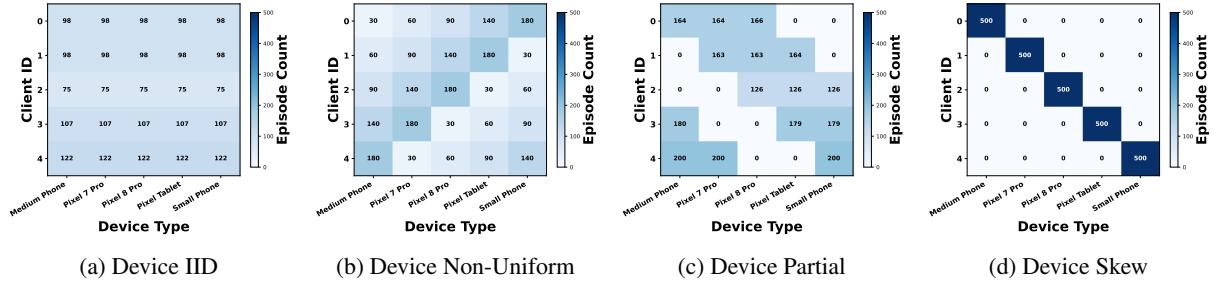 0 98 98 98 98 98
1 98 98 98 98 98
2 75 75 75 75 75
3 107 107 107 107 107
4 122 122 122 122 122
Client ID
Medium Phone Pixel 7 Pro Pixel 8 Pro Pixel Tablet Small Phone
Device Type
500 400 300 200 100 0
Episode Count
(a) Device IID
30 60 90 140 180
60 90 140 180 30
90 140 180 30 60
140 180 30 60 90
180 30 60 90 140
0 1 2 3 4
Client ID
Medium Phone Pixel 7 Pro Pixel 8 Pro Pixel Tablet Small Phone
Device Type
500 400 300 200 100 0
Episode Count
(b) Device Non-Uniform
0 164 164 166 0 0
1 0 163 163 164 0
2 0 0 126 126 126
3 180 0 0 179 179
4 200 200 0 0 200
Client ID
Medium Phone Pixel 7 Pro Pixel 8 Pro Pixel Tablet Small Phone
Device Type
500 400 300 200 100 0
Episode Count
(c) Device Partial
0 500 0 0 0 0
1 0 500 0 0 0
2 0 0 500 0 0
3 0 0 0 500 0
4 0 0 0 0 500
Client ID
Medium Phone Pixel 7 Pro Pixel 8 Pro Pixel Tablet Small Phone
Device Type
500 400 300 200 100 0
Episode Count
(d) Device Skew